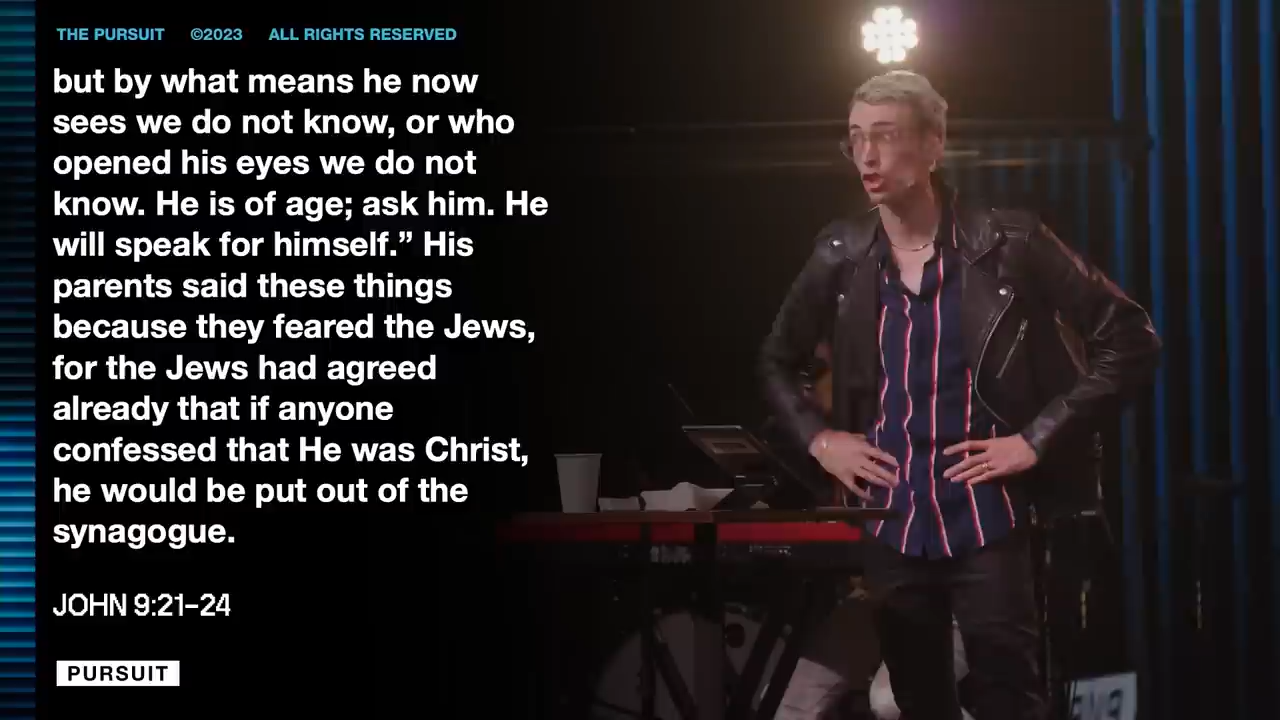 THE PURSUIT ©2023 ALL RIGHTS RESERVED
but by what means he now
sees we do not know, or who
opened his eyes we do not
know. He is of age; ask him. He
will speak for himself.” His
parents said these things
because they feared the Jews,
for the Jews had agreed
already that if anyone
confessed that He was Christ,
he would be put out of the
synagogue.
JOHN 9:21–24
PURSUIT